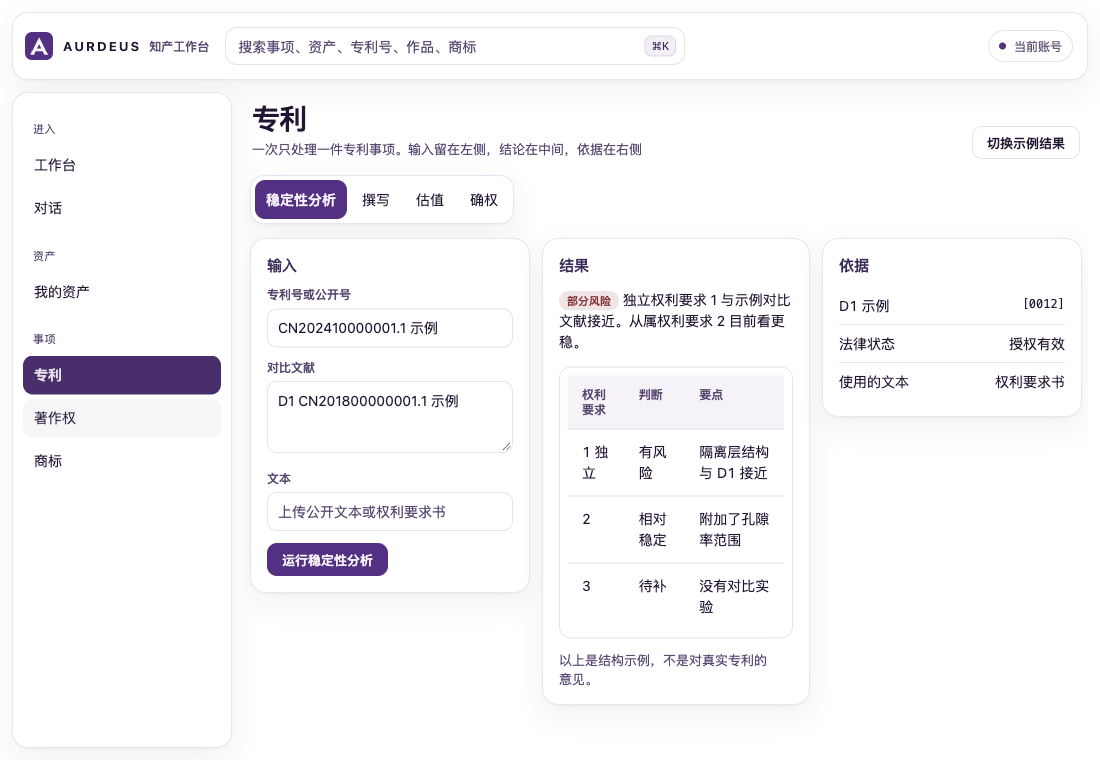 A AURDEUS 知产工作台
搜索事项、资产、专利号、作品、商标 ⌘K
当前账号
进入
工作台
对话
资产
我的资产
事项
专利
著作权
商标
专利
一次只处理一件专利事项。输入留在左侧，结论在中间，依据在右侧
切换示例结果
稳定性分析 撰写 估值 确权
输入
专利号或公开号
CN202410000001.1 示例
对比文献
D1 CN201800000001.1 示例
文本
上传公开文本或权利要求书
运行稳定性分析
结果
部分风险 独立权利要求 1 与示例对比
文献接近。从属权利要求 2 目前看更
稳。
权利 判断 要点
要求
1 独 有风 隔离层结构
立 险 与 D1 接近
2 相对 附加了孔隙
稳定 率范围
3 待补 没有对比实
验
以上是结构示例，不是对真实专利的
意见。
依据
D1 示例 [0012]
法律状态 授权有效
使用的文本 权利要求书